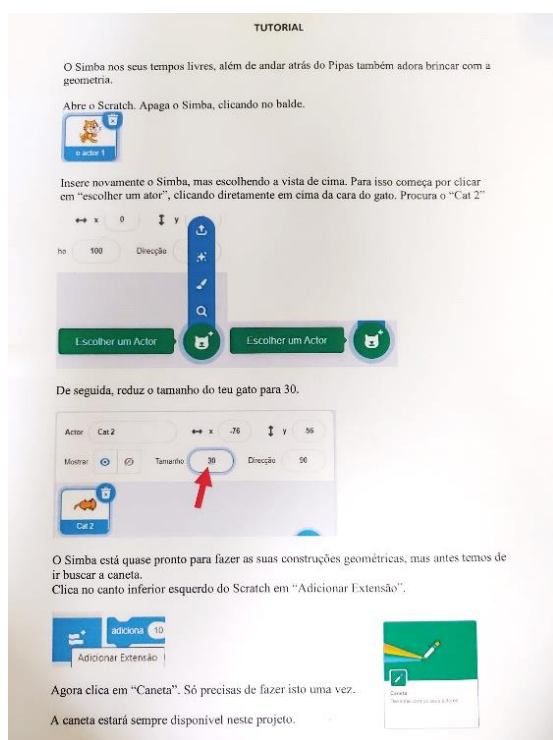 TUTORIAL
O Simba nos seus tempos livres, além de andar atrás do Pipas também adora brincar com a
geometria.
Abre o Scratch. Apaga o Simba, clicando no balde.
o actor 1
Insere novamente o Simba, mas escolhendo a vista de cima. Para isso começa por clicar
em “escolher um ator”, clicando diretamente em cima da cara do gato. Procura o “Cat 2”
x 0 y
ho 100 Direcção
Escolher um Actor Escolher um Actor
De seguida, reduz o tamanho do teu gato para 30.
Actor Cat 2 x -76 y -56
Mostrar Tamanho 30 Direcção 90
Cat 2
O Simba está quase pronto para fazer as suas construções geométricas, mas antes temos de
ir buscar a caneta.
Clica no canto inferior esquerdo do Scratch em “Adicionar Extensão”.
adiciona 10
Adicionar Extensão
Caneta
Agora clica em “Caneta”. Só precisas de fazer isto uma vez.
A caneta estará sempre disponível neste projeto.